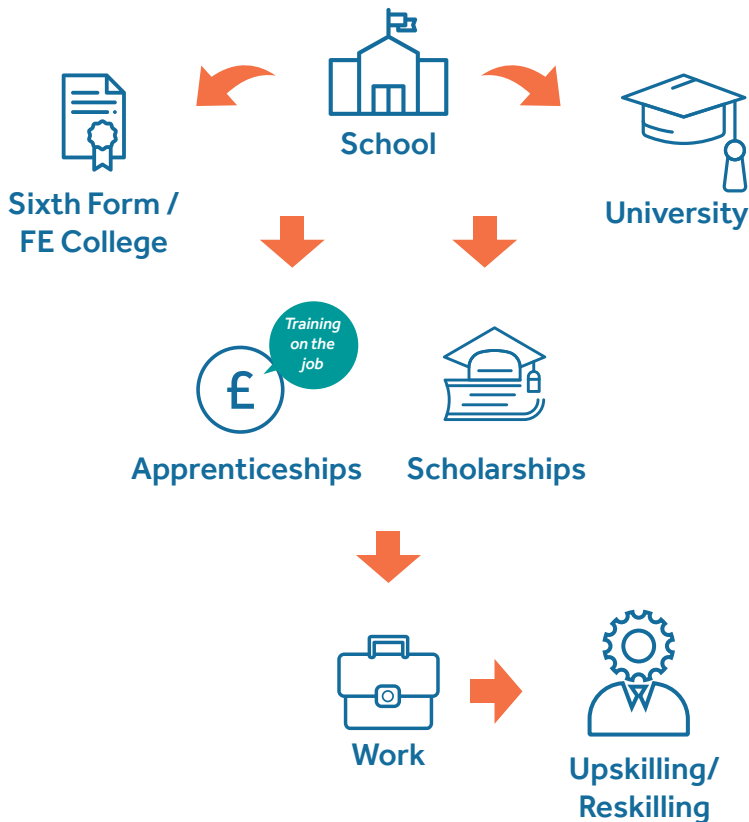 School
Sixth Form /
FE College
University
Training
on the
job
£
Apprenticeships
Scholarships
Work
Upskilling/
Reskilling